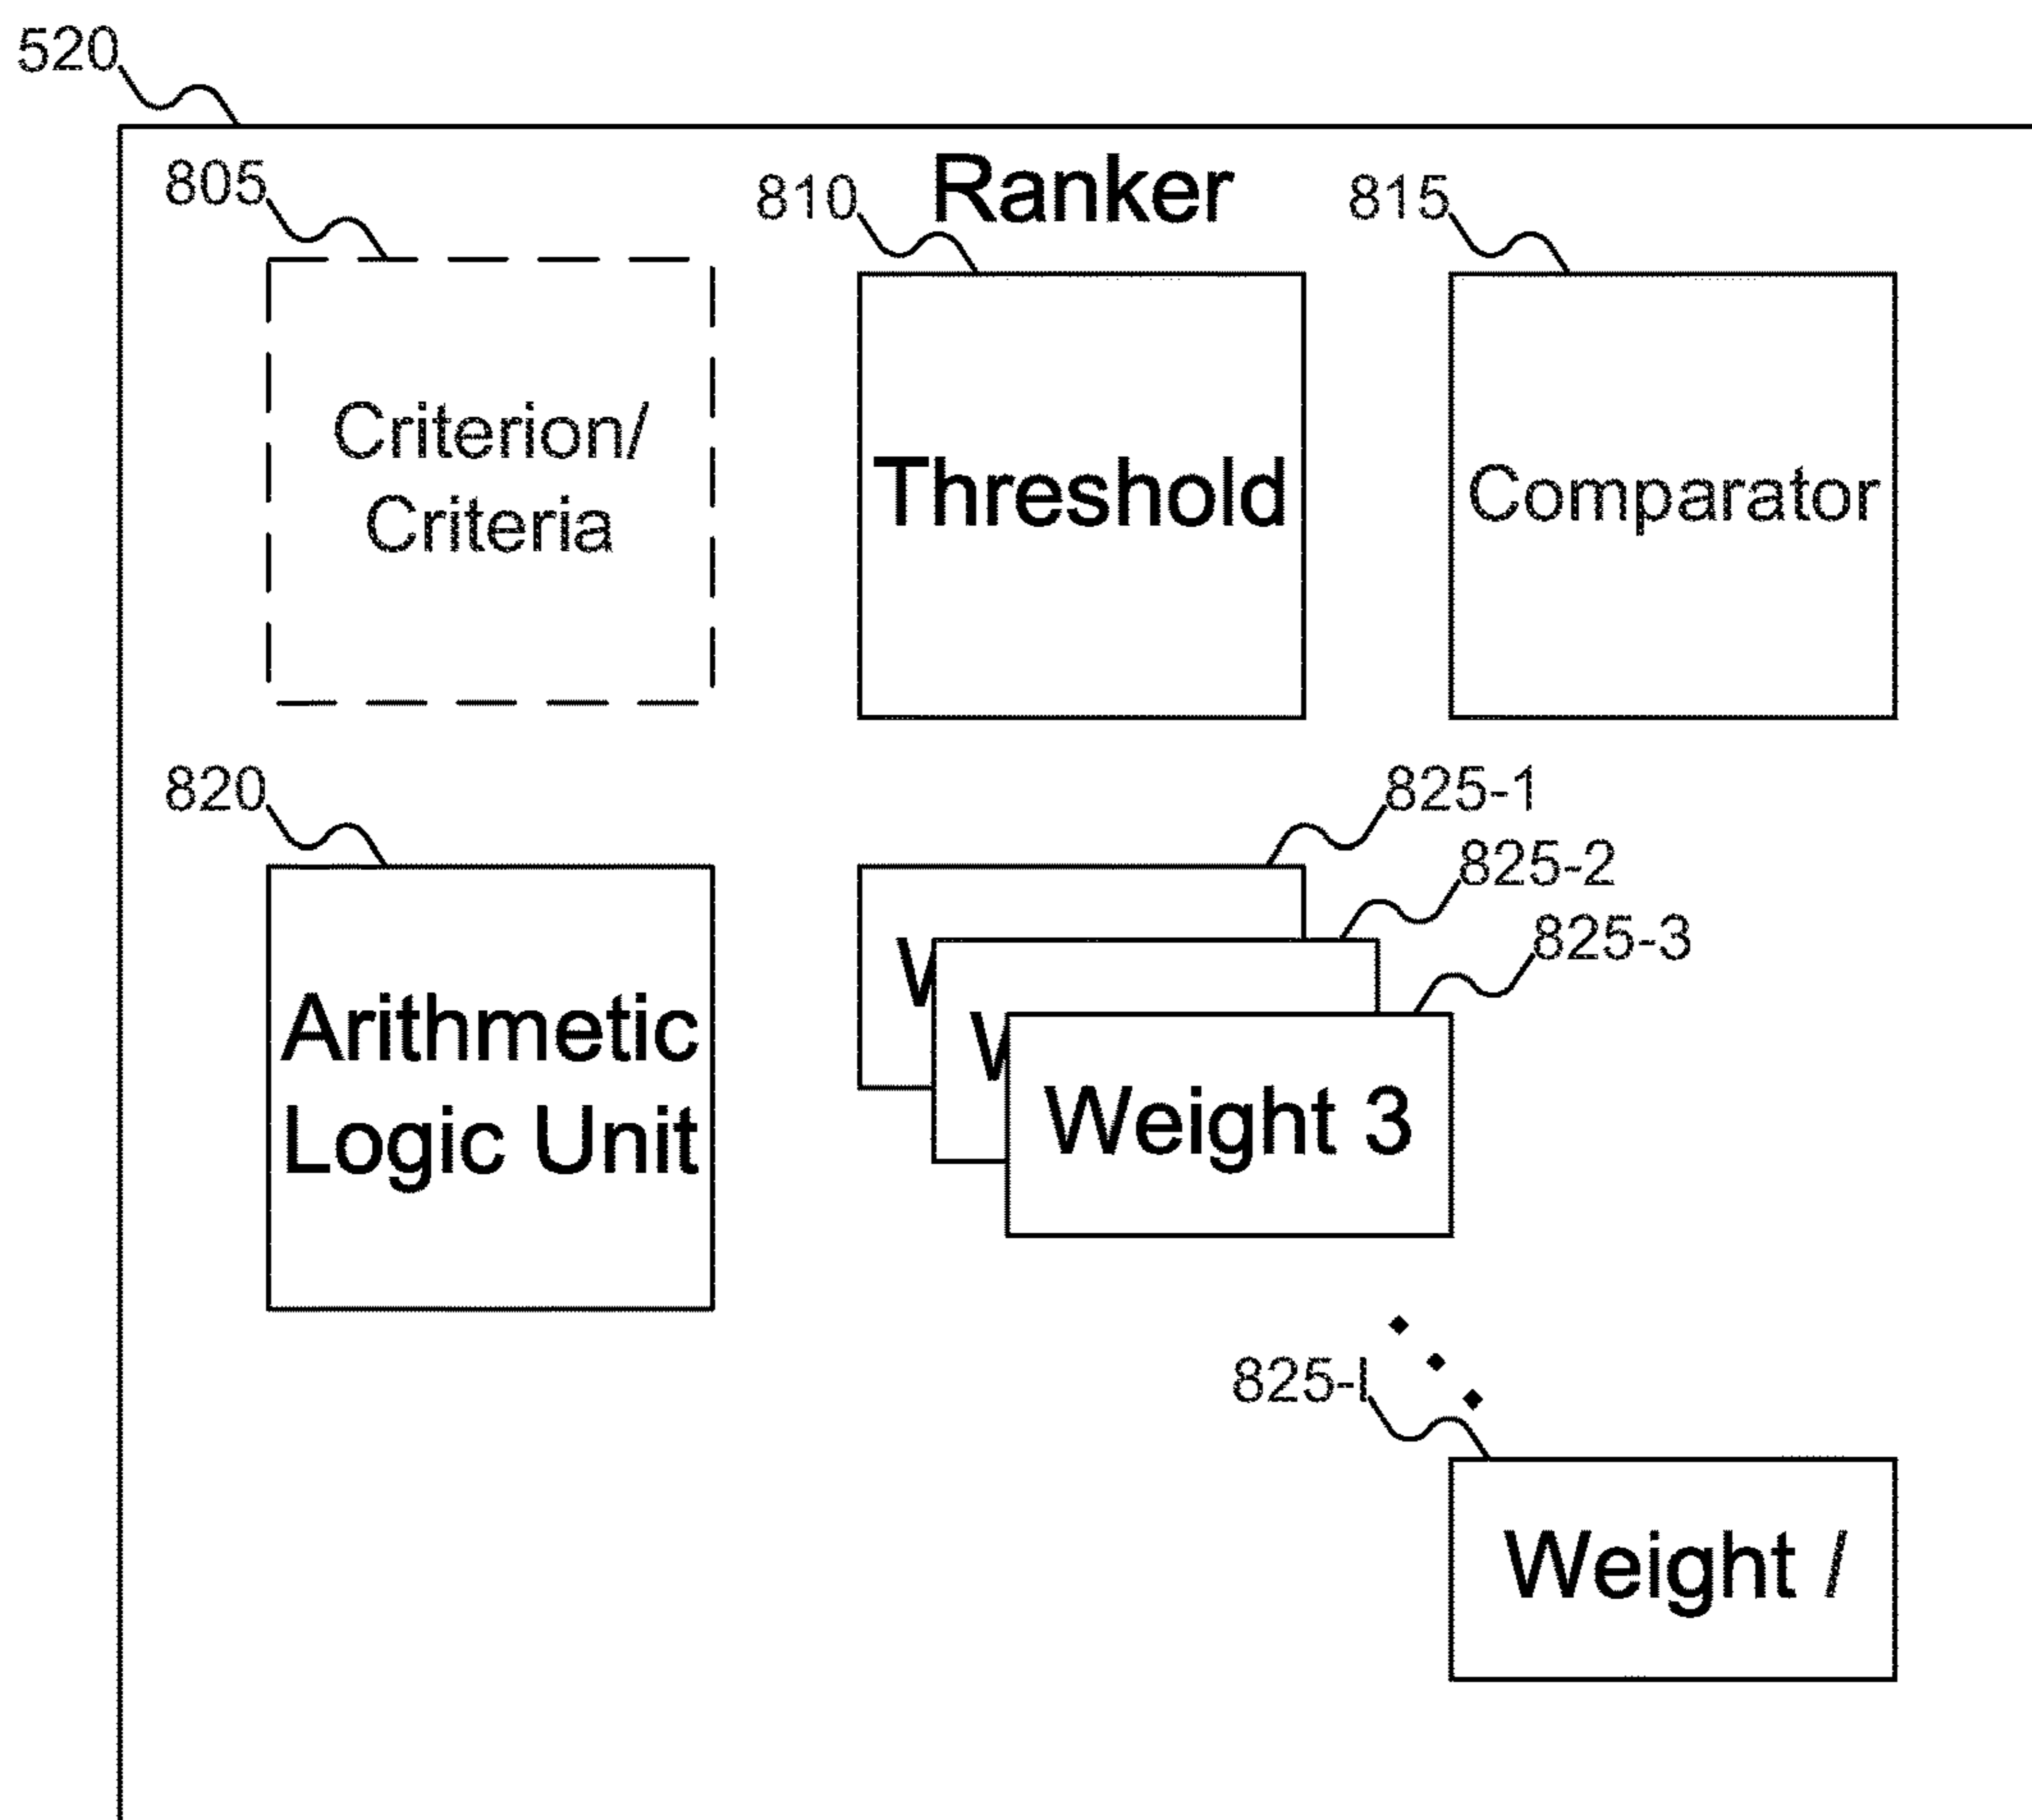 520
805
810
Ranker
815
Criterion/
Criteria
Threshold
Comparator
820
825-1
825-2
825-3
Arithmetic
Logic Unit
W
W
Weight 3
825-l
Weight l